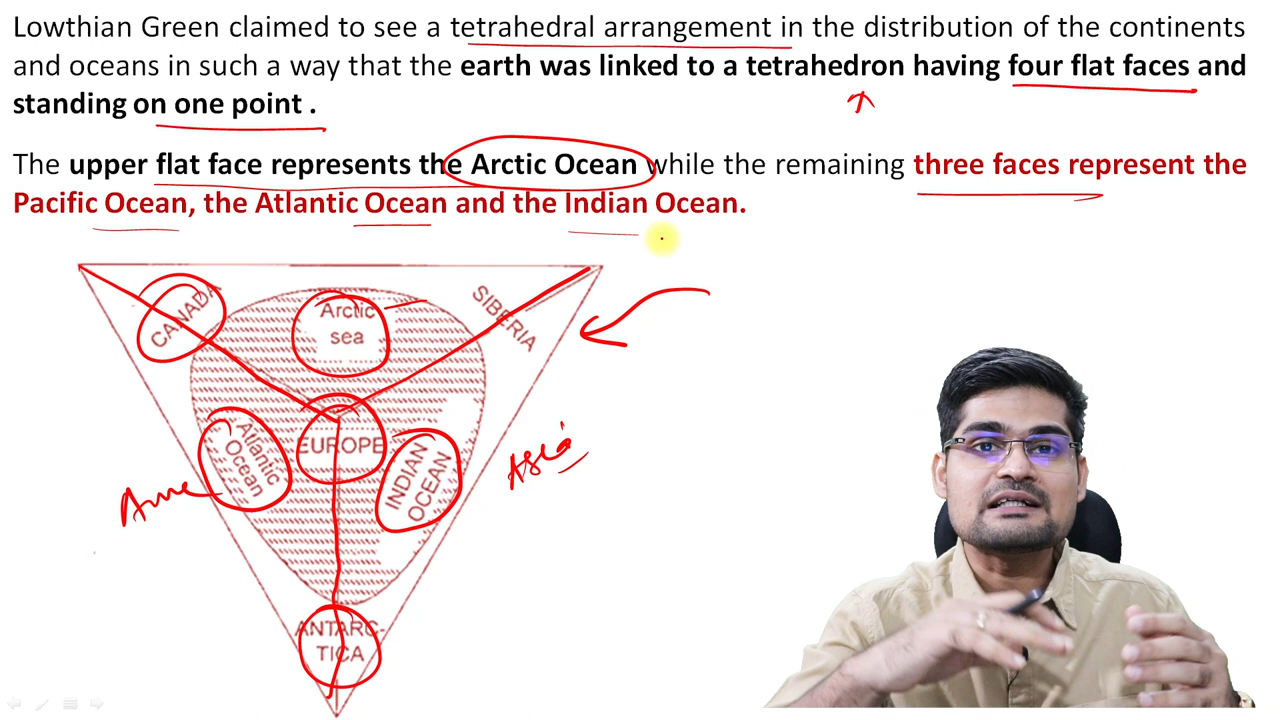 Lowthian Green claimed to see a tetrahedral arrangement in the distribution of the continents
and oceans in such a way that the earth was linked to a tetrahedron having four flat faces and
standing on one point .
The upper flat face represents the Arctic Ocean while the remaining three faces represent the
Pacific Ocean, the Atlantic Ocean and the Indian Ocean.
CANADA
Arctic
sea
SIBERIA
Atlantic
Ocean
EUROPE
INDIAN
OCEAN
Asia
Ame
ANTARC-
TICA